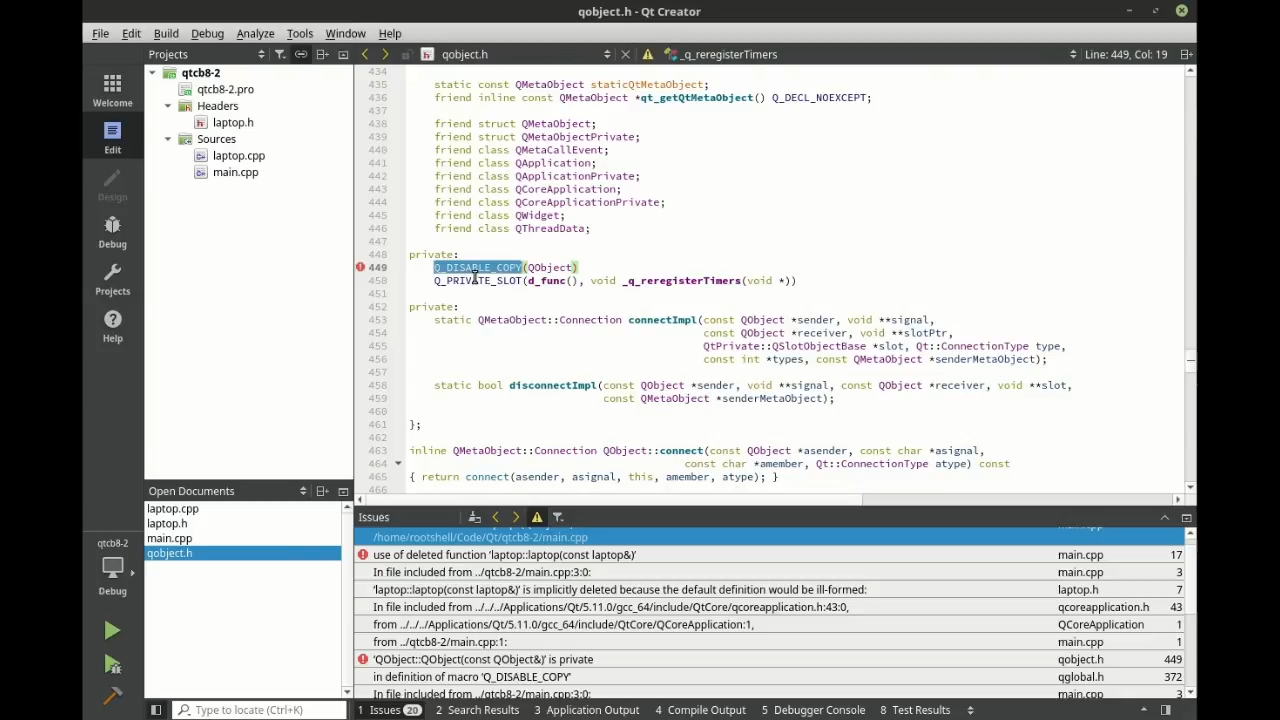 qobject.h - Qt Creator
File Edit Build Debug Analyze Tools Window Help
Projects
qobject.h
_q_reregisterTimers
Line: 449, Col: 19
Welcome
Edit
Design
Debug
Projects
Help
qtcb8-2
Debug
qtcb8-2
qtcb8-2.pro
Headers
laptop.h
Sources
laptop.cpp
main.cpp
Open Documents
laptop.cpp
laptop.h
main.cpp
qobject.h
434
435 static const QMetaObject staticQtMetaObject;
436 friend inline const QMetaObject *qt_getQtMetaObject() Q_DECL_NOEXCEPT;
437
438 friend struct QMetaObject;
439 friend struct QMetaObjectPrivate;
440 friend class QMetaCallEvent;
441 friend class QApplication;
442 friend class QApplicationPrivate;
443 friend class QCoreApplication;
444 friend class QCoreApplicationPrivate;
445 friend class QWidget;
446 friend class QThreadData;
447
448 private:
449 Q_DISABLE_COPY(QObject)
450 Q_PRIVATE_SLOT(d_func(), void _q_reregisterTimers(void *))
451
452 private:
453 static QMetaObject::Connection connectImpl(const QObject *sender, void **signal,
454 const QObject *receiver, void **slotPtr,
455 QtPrivate::QSlotObjectBase *slot, Qt::ConnectionType type,
456 const int *types, const QMetaObject *senderMetaObject);
457
458 static bool disconnectImpl(const QObject *sender, void **signal, const QObject *receiver, void **slot,
459 const QMetaObject *senderMetaObject);
460
461 };
462
463 inline QMetaObject::Connection QObject::connect(const QObject *asender, const char *asignal,
464 const char *amember, Qt::ConnectionType atype) const
465 { return connect(asender, asignal, this, amember, atype); }
466
Issues
/home/rootshell/Code/Qt/qtcb8-2/main.cpp
use of deleted function 'laptop::laptop(const laptop&)' main.cpp 17
In file included from ../qtcb8-2/main.cpp:3:0: main.cpp 3
'laptop::laptop(const laptop&)' is implicitly deleted because the default definition would be ill-formed: laptop.h 7
In file included from ../../../Applications/Qt/5.11.0/gcc_64/include/QtCore/qcoreapplication.h:43:0, qcoreapplication.h 43
from ../../../Applications/Qt/5.11.0/gcc_64/include/QtCore/QCoreApplication:1, QCoreApplication 1
from ../qtcb8-2/main.cpp:1: main.cpp 1
'QObject::QObject(const QObject&)' is private qobject.h 449
in definition of macro 'Q_DISABLE_COPY' qglobal.h 372
In file included from ../qtcb8-2/main.cpp:3:0: main.cpp 3
Type to locate (Ctrl+K)
1 Issues 20 2 Search Results 3 Application Output 4 Compile Output 5 Debugger Console 8 Test Results